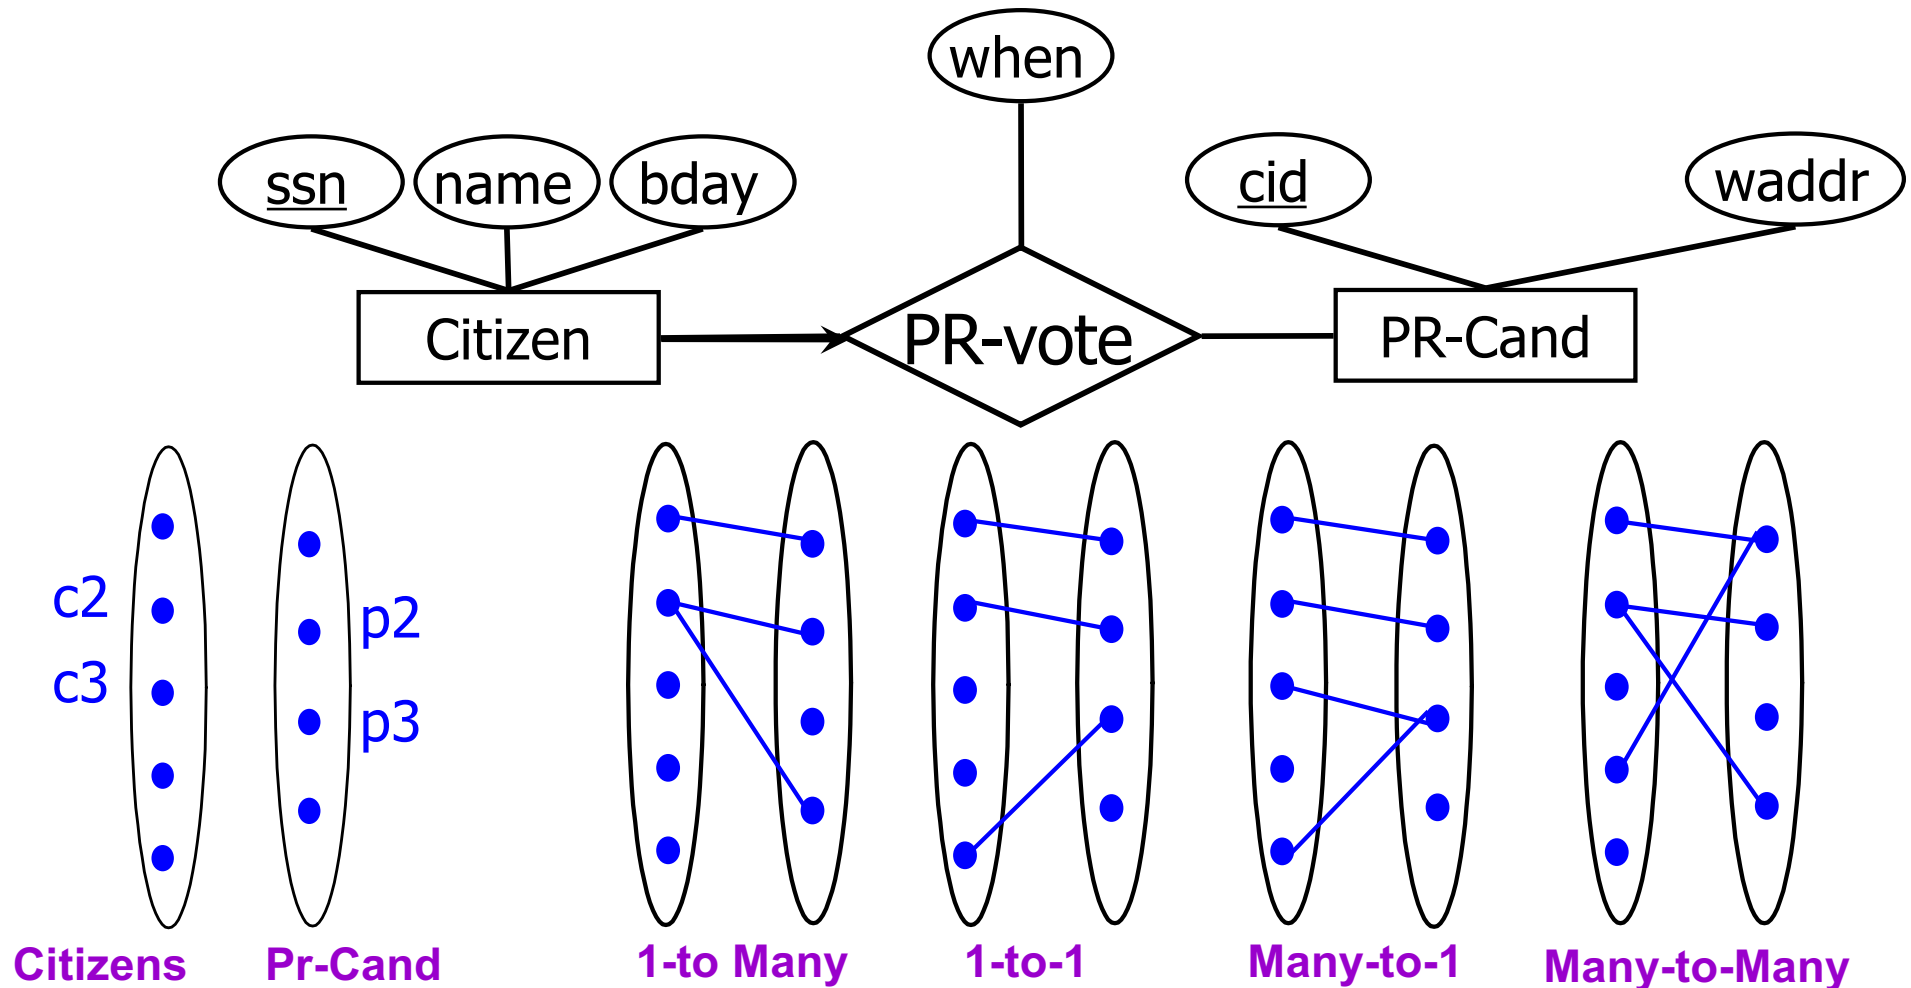 when
ssn name bday cid waddr
Citizen PR-vote PR-Cand
c2 p2
c3 p3
Citizens Pr-Cand 1-to Many 1-to-1 Many-to-1 Many-to-Many